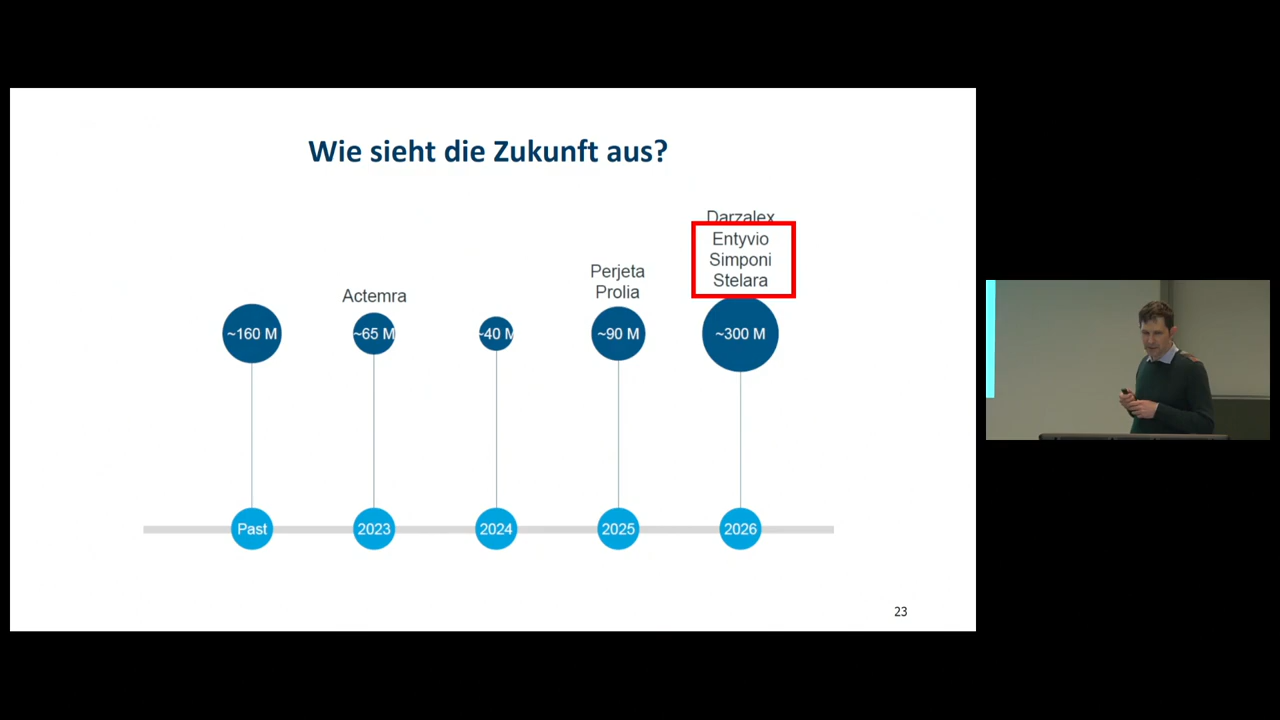 Wie sieht die Zukunft aus?
Darzalex
Entyvio
Simponi
Stelara
Perjeta
Prolia
Actemra
~160 M
~65 M
~40 M
~90 M
~300 M
Past
2023
2024
2025
2026
23